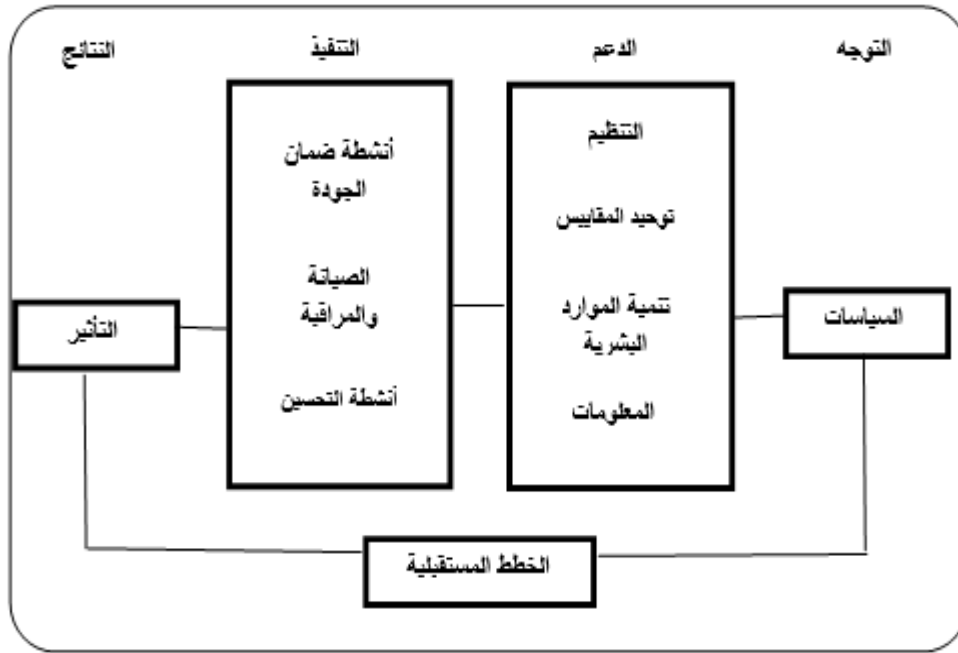 التوجه
الدعم
التنفيذ
النتائج
السياسات
التنظيم
توحيد المقاييس
تنمية الموارد
البشرية
المعلومات
أنشطة ضمان
الجودة
الصيانة
والمراقبة
أنشطة التحسين
التأثير
الخطط المستقبلية